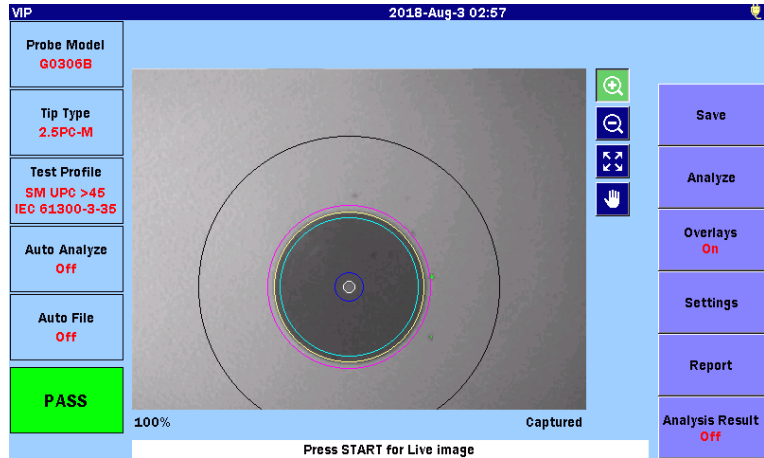 VIP
2018-Aug-3 02:57
Probe Model
G0306B
Tip Type
2.5PC-M
Test Profile
SM UPC >45
IEC 61300-3-35
Auto Analyze
Off
Auto File
Off
PASS
100%
Captured
Press START for Live image
Save
Analyze
Overlays
On
Settings
Report
Analysis Result
Off